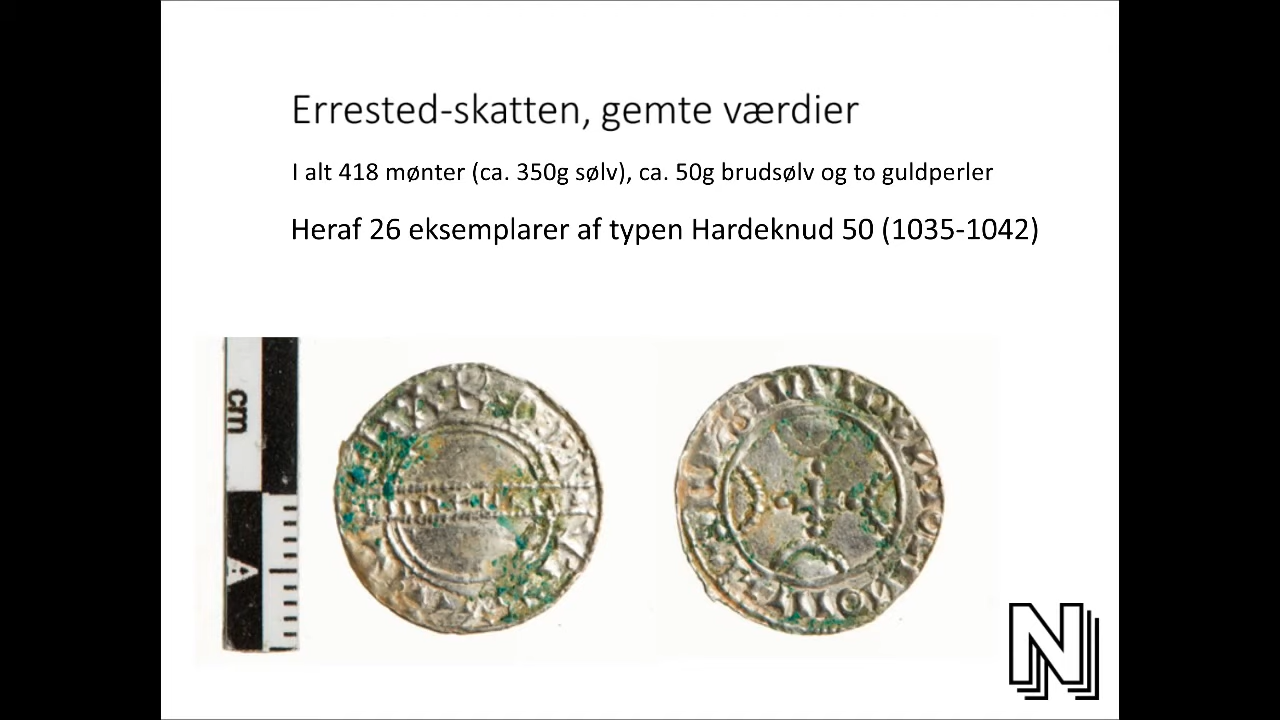 Errested-skatten, gemte værdier
I alt 418 mønter (ca. 350g sølv), ca. 50g brudsølv og to guldperler
Heraf 26 eksemplarer af typen Hardeknud 50 (1035-1042)
cm
A
N